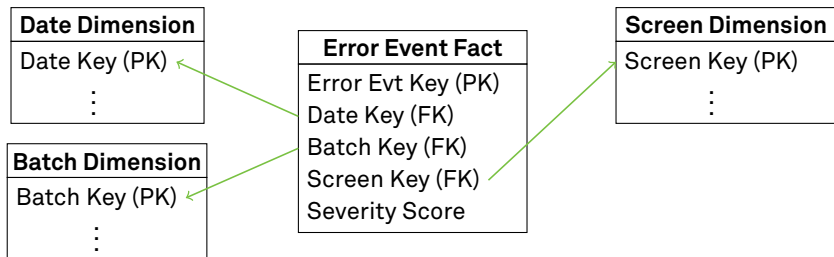 Date Dimension
Date Key (PK)
⋮
Batch Dimension
Batch Key (PK)
⋮
Error Event Fact
Error Evt Key (PK)
Date Key (FK)
Batch Key (FK)
Screen Key (FK)
Severity Score
Screen Dimension
Screen Key (PK)
⋮